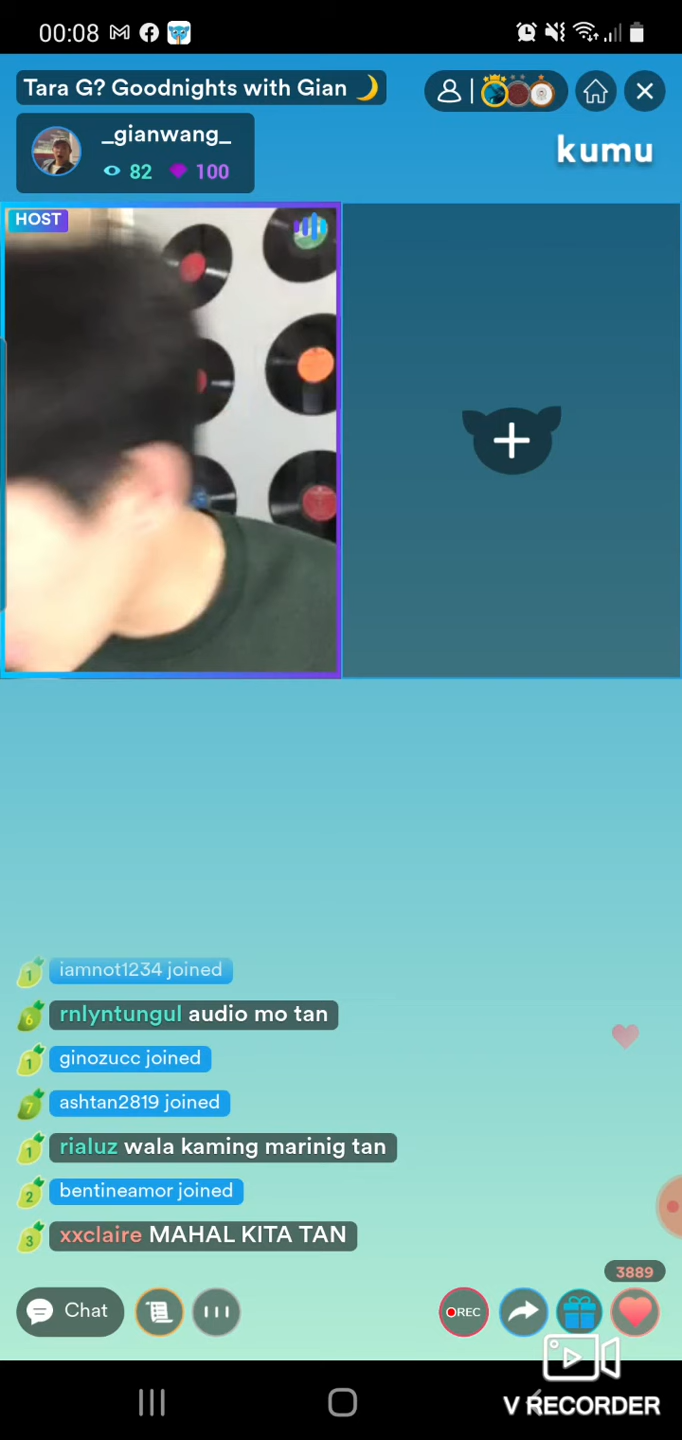 00:08
Tara G? Goodnights with Gian
_gianwang_
82 100
kumu
HOST
1 iamnot1234 joined
6 rnlyntungul audio mo tan
1 ginozucc joined
7 ashtan2819 joined
1 rialuz wala kaming marinig tan
2 bentineamor joined
3 xxclaire MAHAL KITA TAN
3889
Chat
REC
V RECORDER